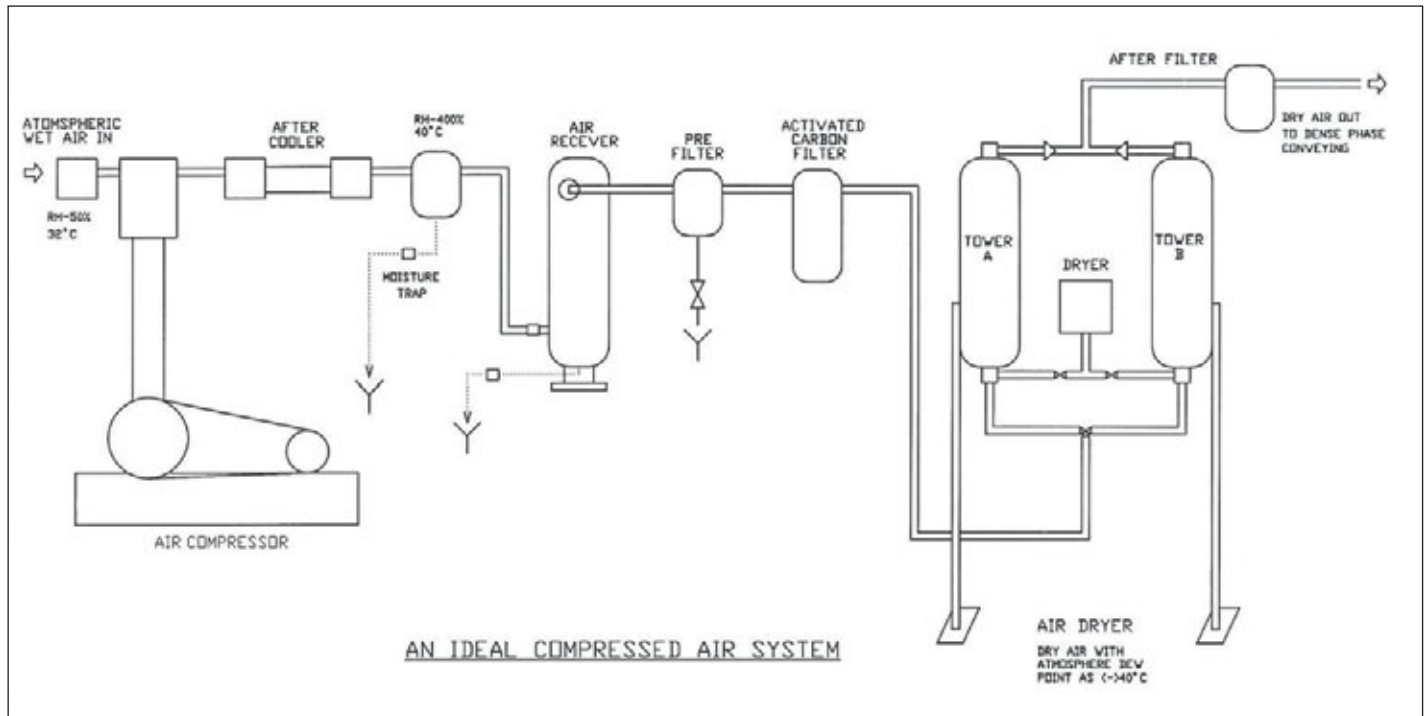 ATOMSPERIC
WET AIR IN
RH-50%
32°C
AFTER
COOLER
RH-400%
40°C
MOISTURE
TRAP
AIR
RECEVER
PRE
FILTER
ACTIVATED
CARBON
FILTER
AFTER FILTER
DRY AIR OUT
TO DENSE PHASE
CONVEYING
TOWER
A
DRYER
TOWER
B
AIR COMPRESSOR
AN IDEAL COMPRESSED AIR SYSTEM
AIR DRYER
DRY AIR WITH
ATMOSPHERE DEW
POINT AS (-)40°C